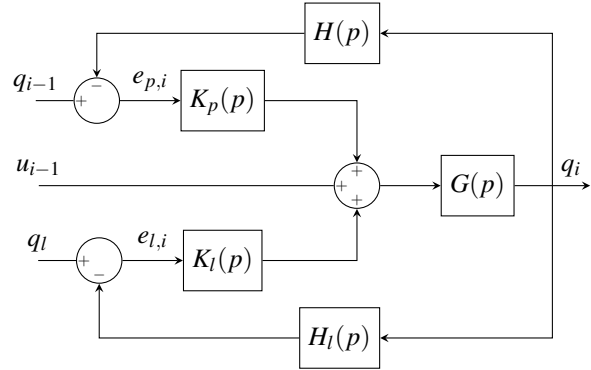 H(p)
−
q_{i−1} + e_{p,i} K_p(p)
u_{i−1} + + + G(p) q_i
q_l + e_{l,i} K_l(p)
−
H_l(p)